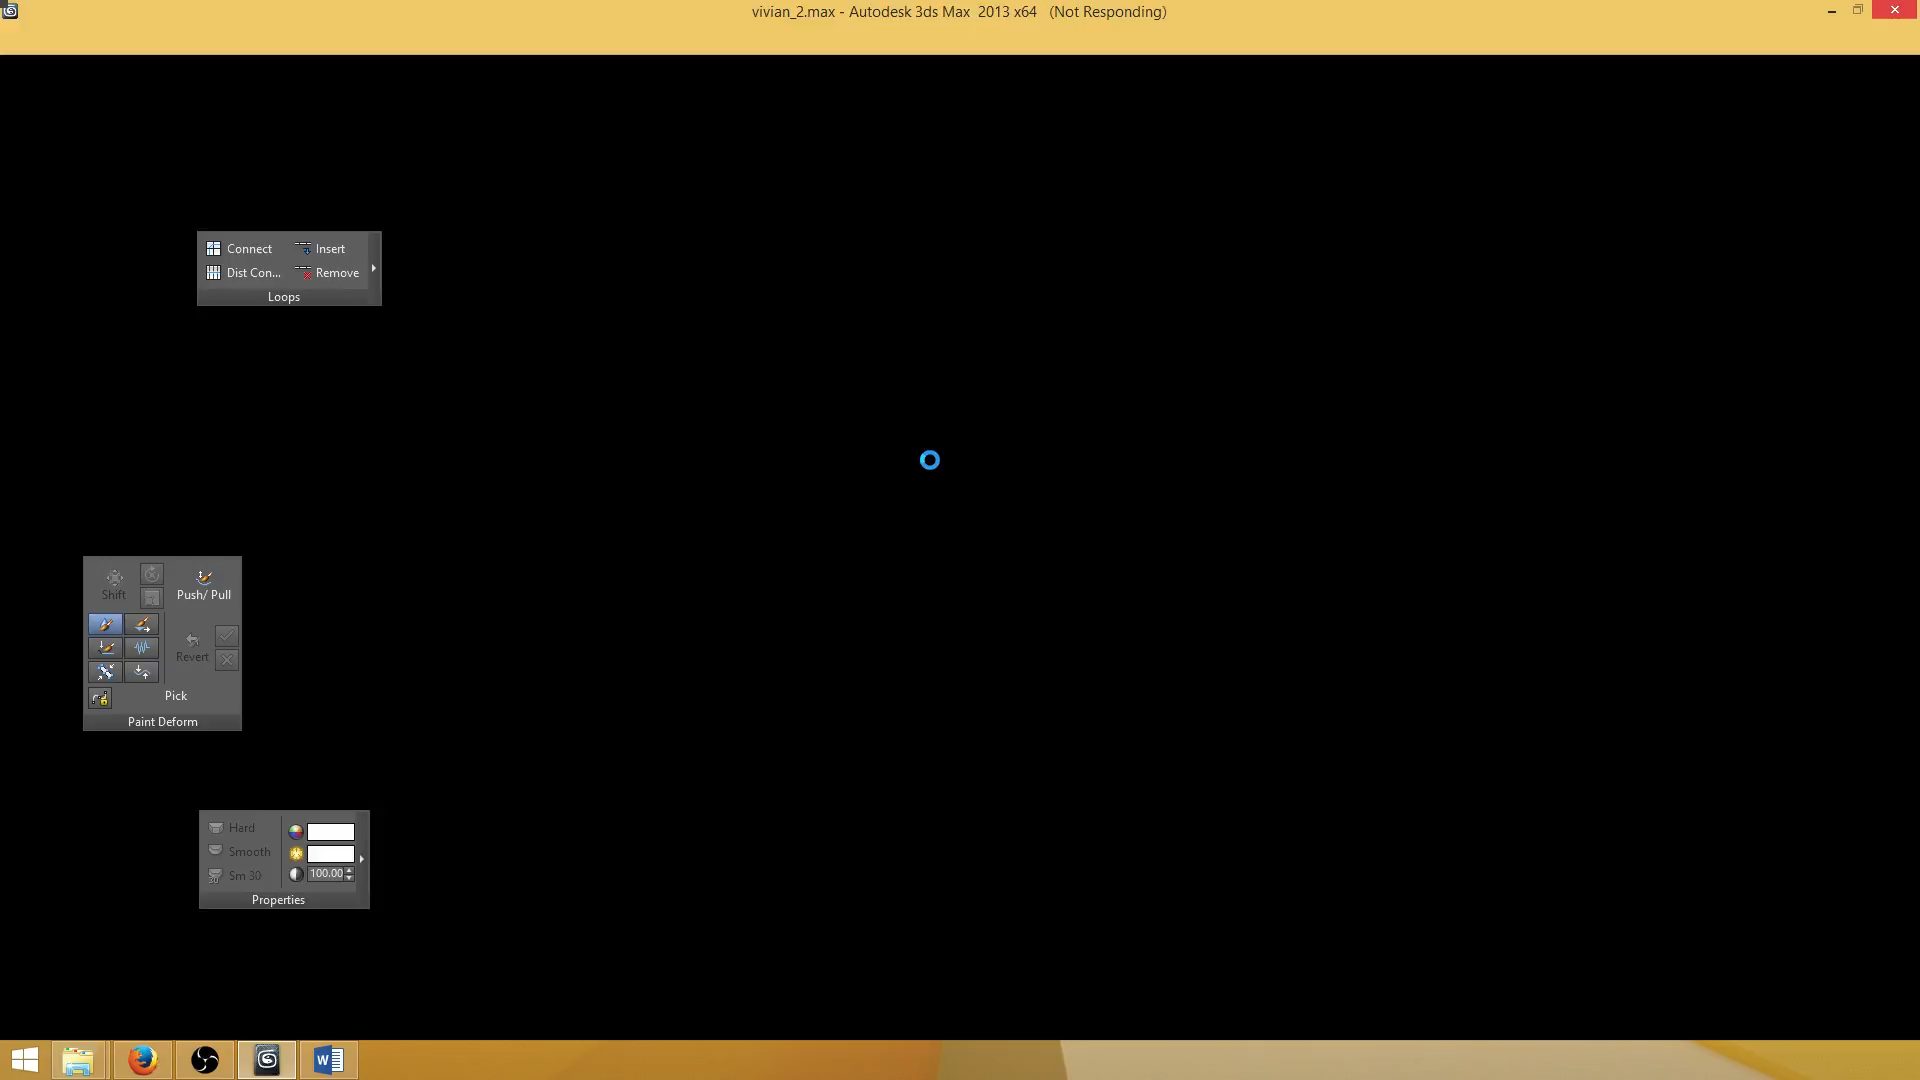 vivian_2.max - Autodesk 3ds Max  2013 x64   (Not Responding)
Connect Insert
Dist Con... Remove
Loops
Shift Push/ Pull
Revert
Pick
Paint Deform
Hard
Smooth
Sm 30 100.00
Properties